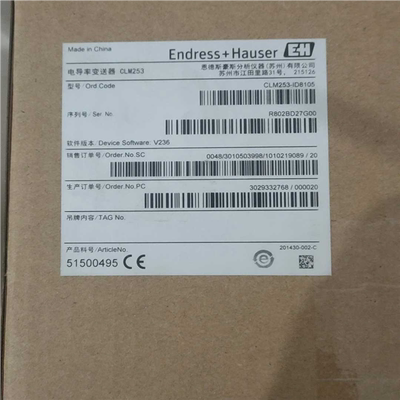 Made in China
Endress+Hauser EH
恩德斯豪斯分析仪器(苏州)有限公司
电导率变送器 CLM253
苏州市江田里路31号, 215126
型号/Ord Code
CLM253-ID8105
序列号/ Ser No.
R802BD27G00
软件版本: Device Software: V236
销售订单号/ Order.No.SC
0048/3010503998/1010219089 / 20
生产订单号/ Order.No.PC
3029332768 / 000020
吊牌内容/TAG No.
产品料号/ ArticleNo.
51500495 CE
e
201430-002-C